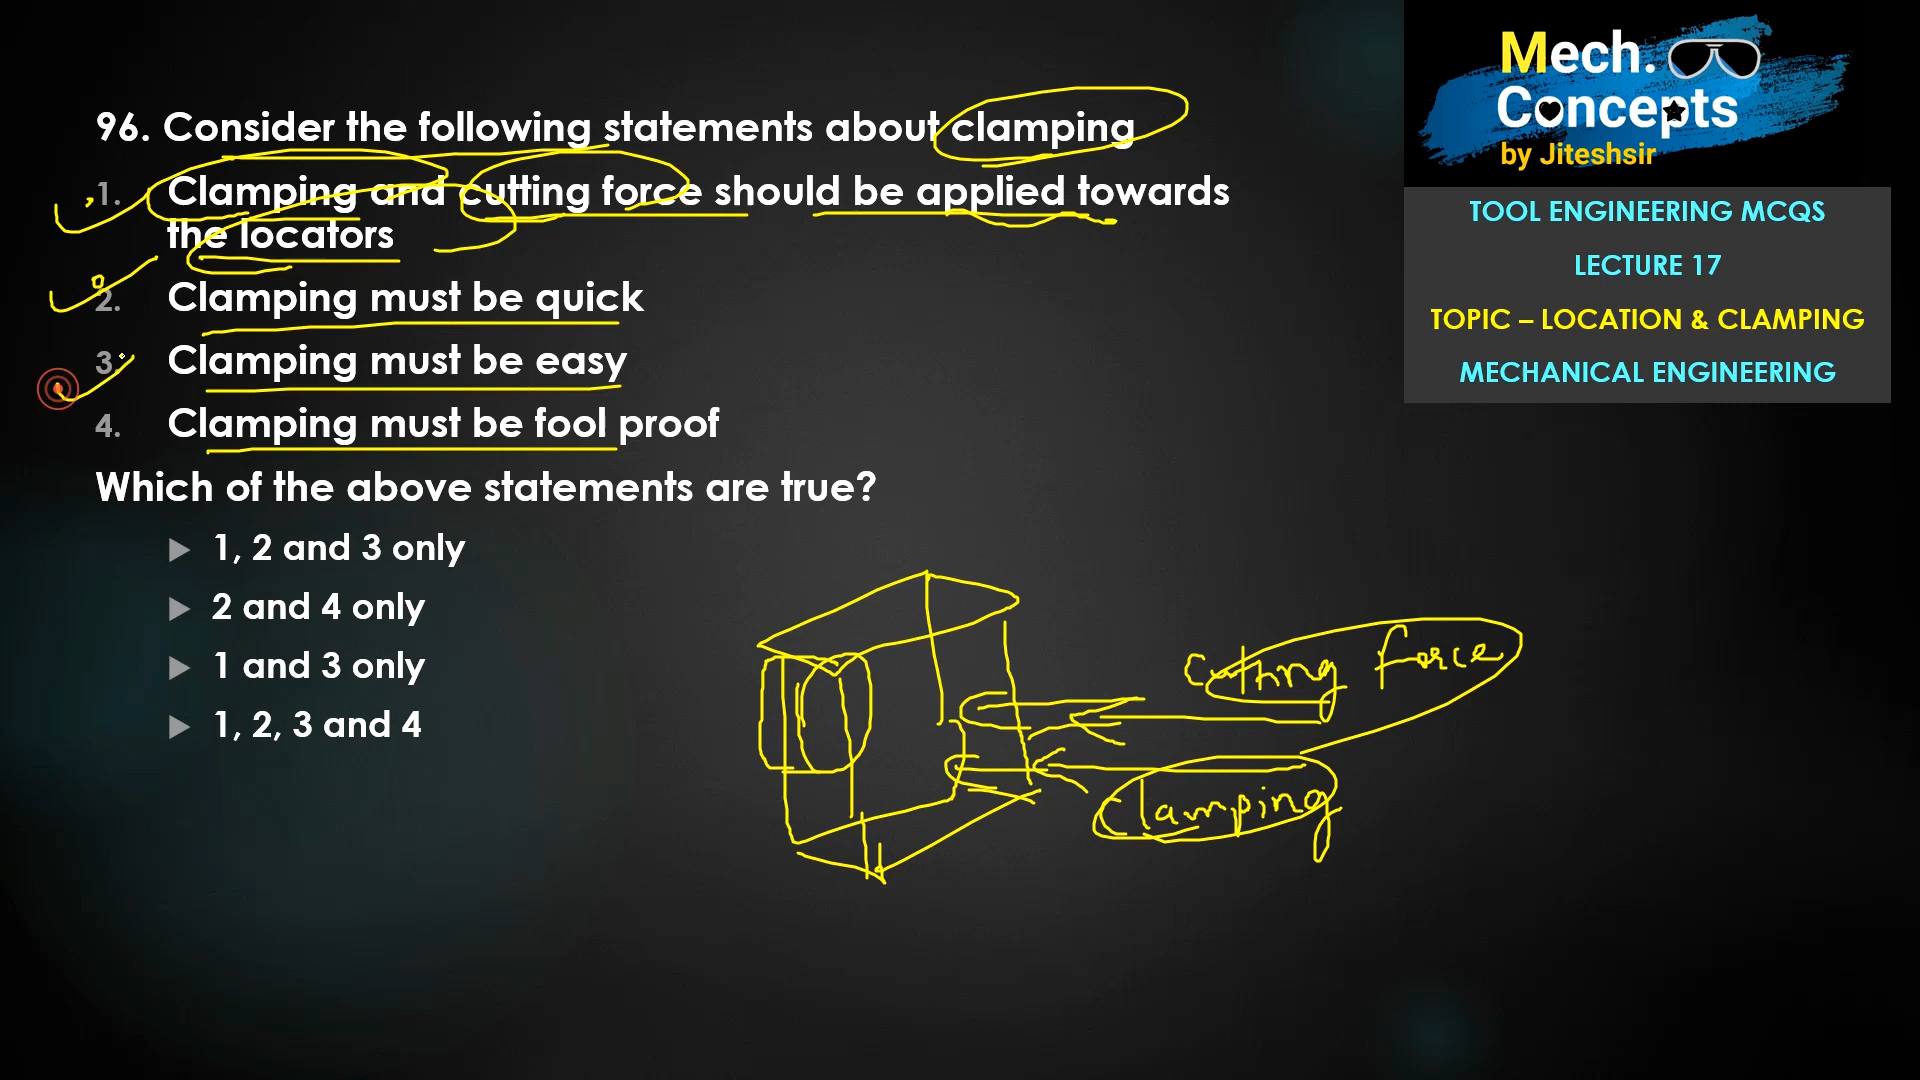 Mech.
Concepts
by Jiteshsir
TOOL ENGINEERING MCQS
LECTURE 17
TOPIC – LOCATION & CLAMPING
MECHANICAL ENGINEERING
96. Consider the following statements about clamping
1. Clamping and cutting force should be applied towards
the locators
2. Clamping must be quick
3. Clamping must be easy
4. Clamping must be fool proof
Which of the above statements are true?
1, 2 and 3 only
2 and 4 only
1 and 3 only
1, 2, 3 and 4
Cutting force
Clamping